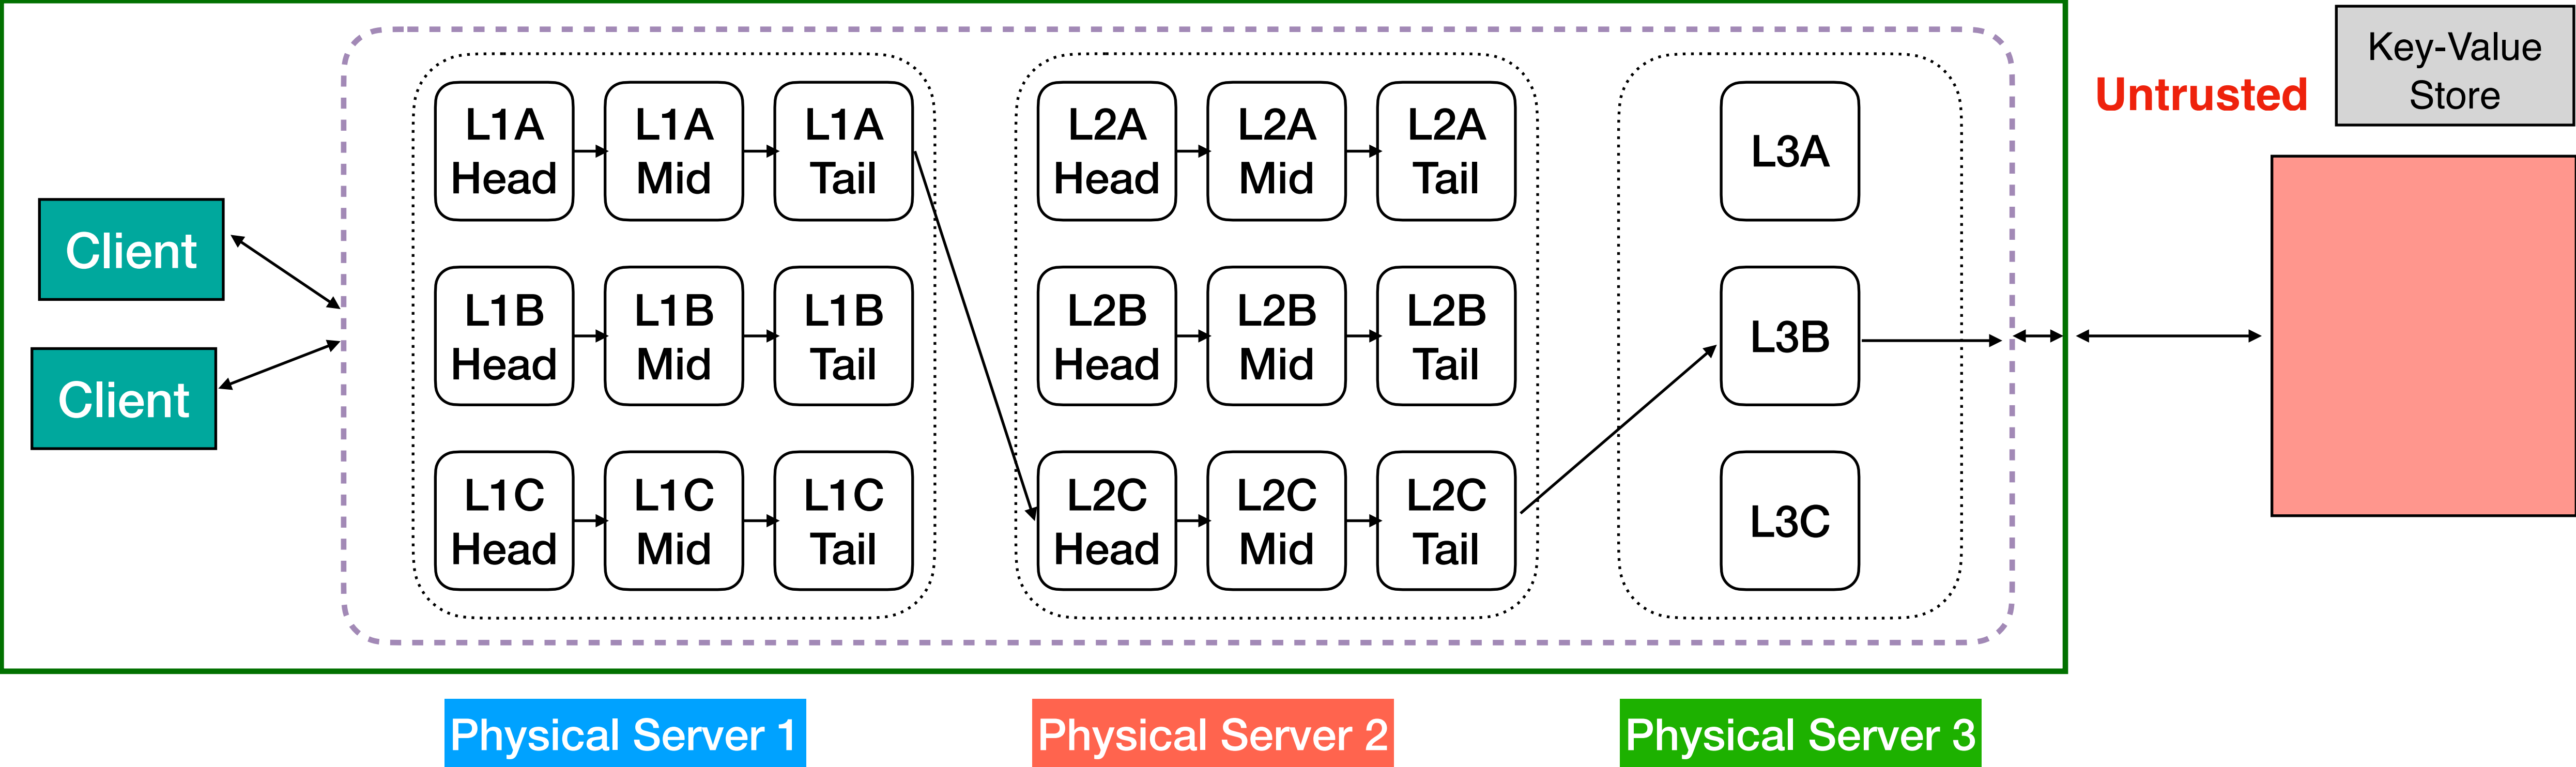 Key-Value
Store
Untrusted
Client
Client
L1A
Head
L1A
Mid
L1A
Tail
L2A
Head
L2A
Mid
L2A
Tail
L3A
L1B
Head
L1B
Mid
L1B
Tail
L2B
Head
L2B
Mid
L2B
Tail
L3B
L1C
Head
L1C
Mid
L1C
Tail
L2C
Head
L2C
Mid
L2C
Tail
L3C
Physical Server 1
Physical Server 2
Physical Server 3